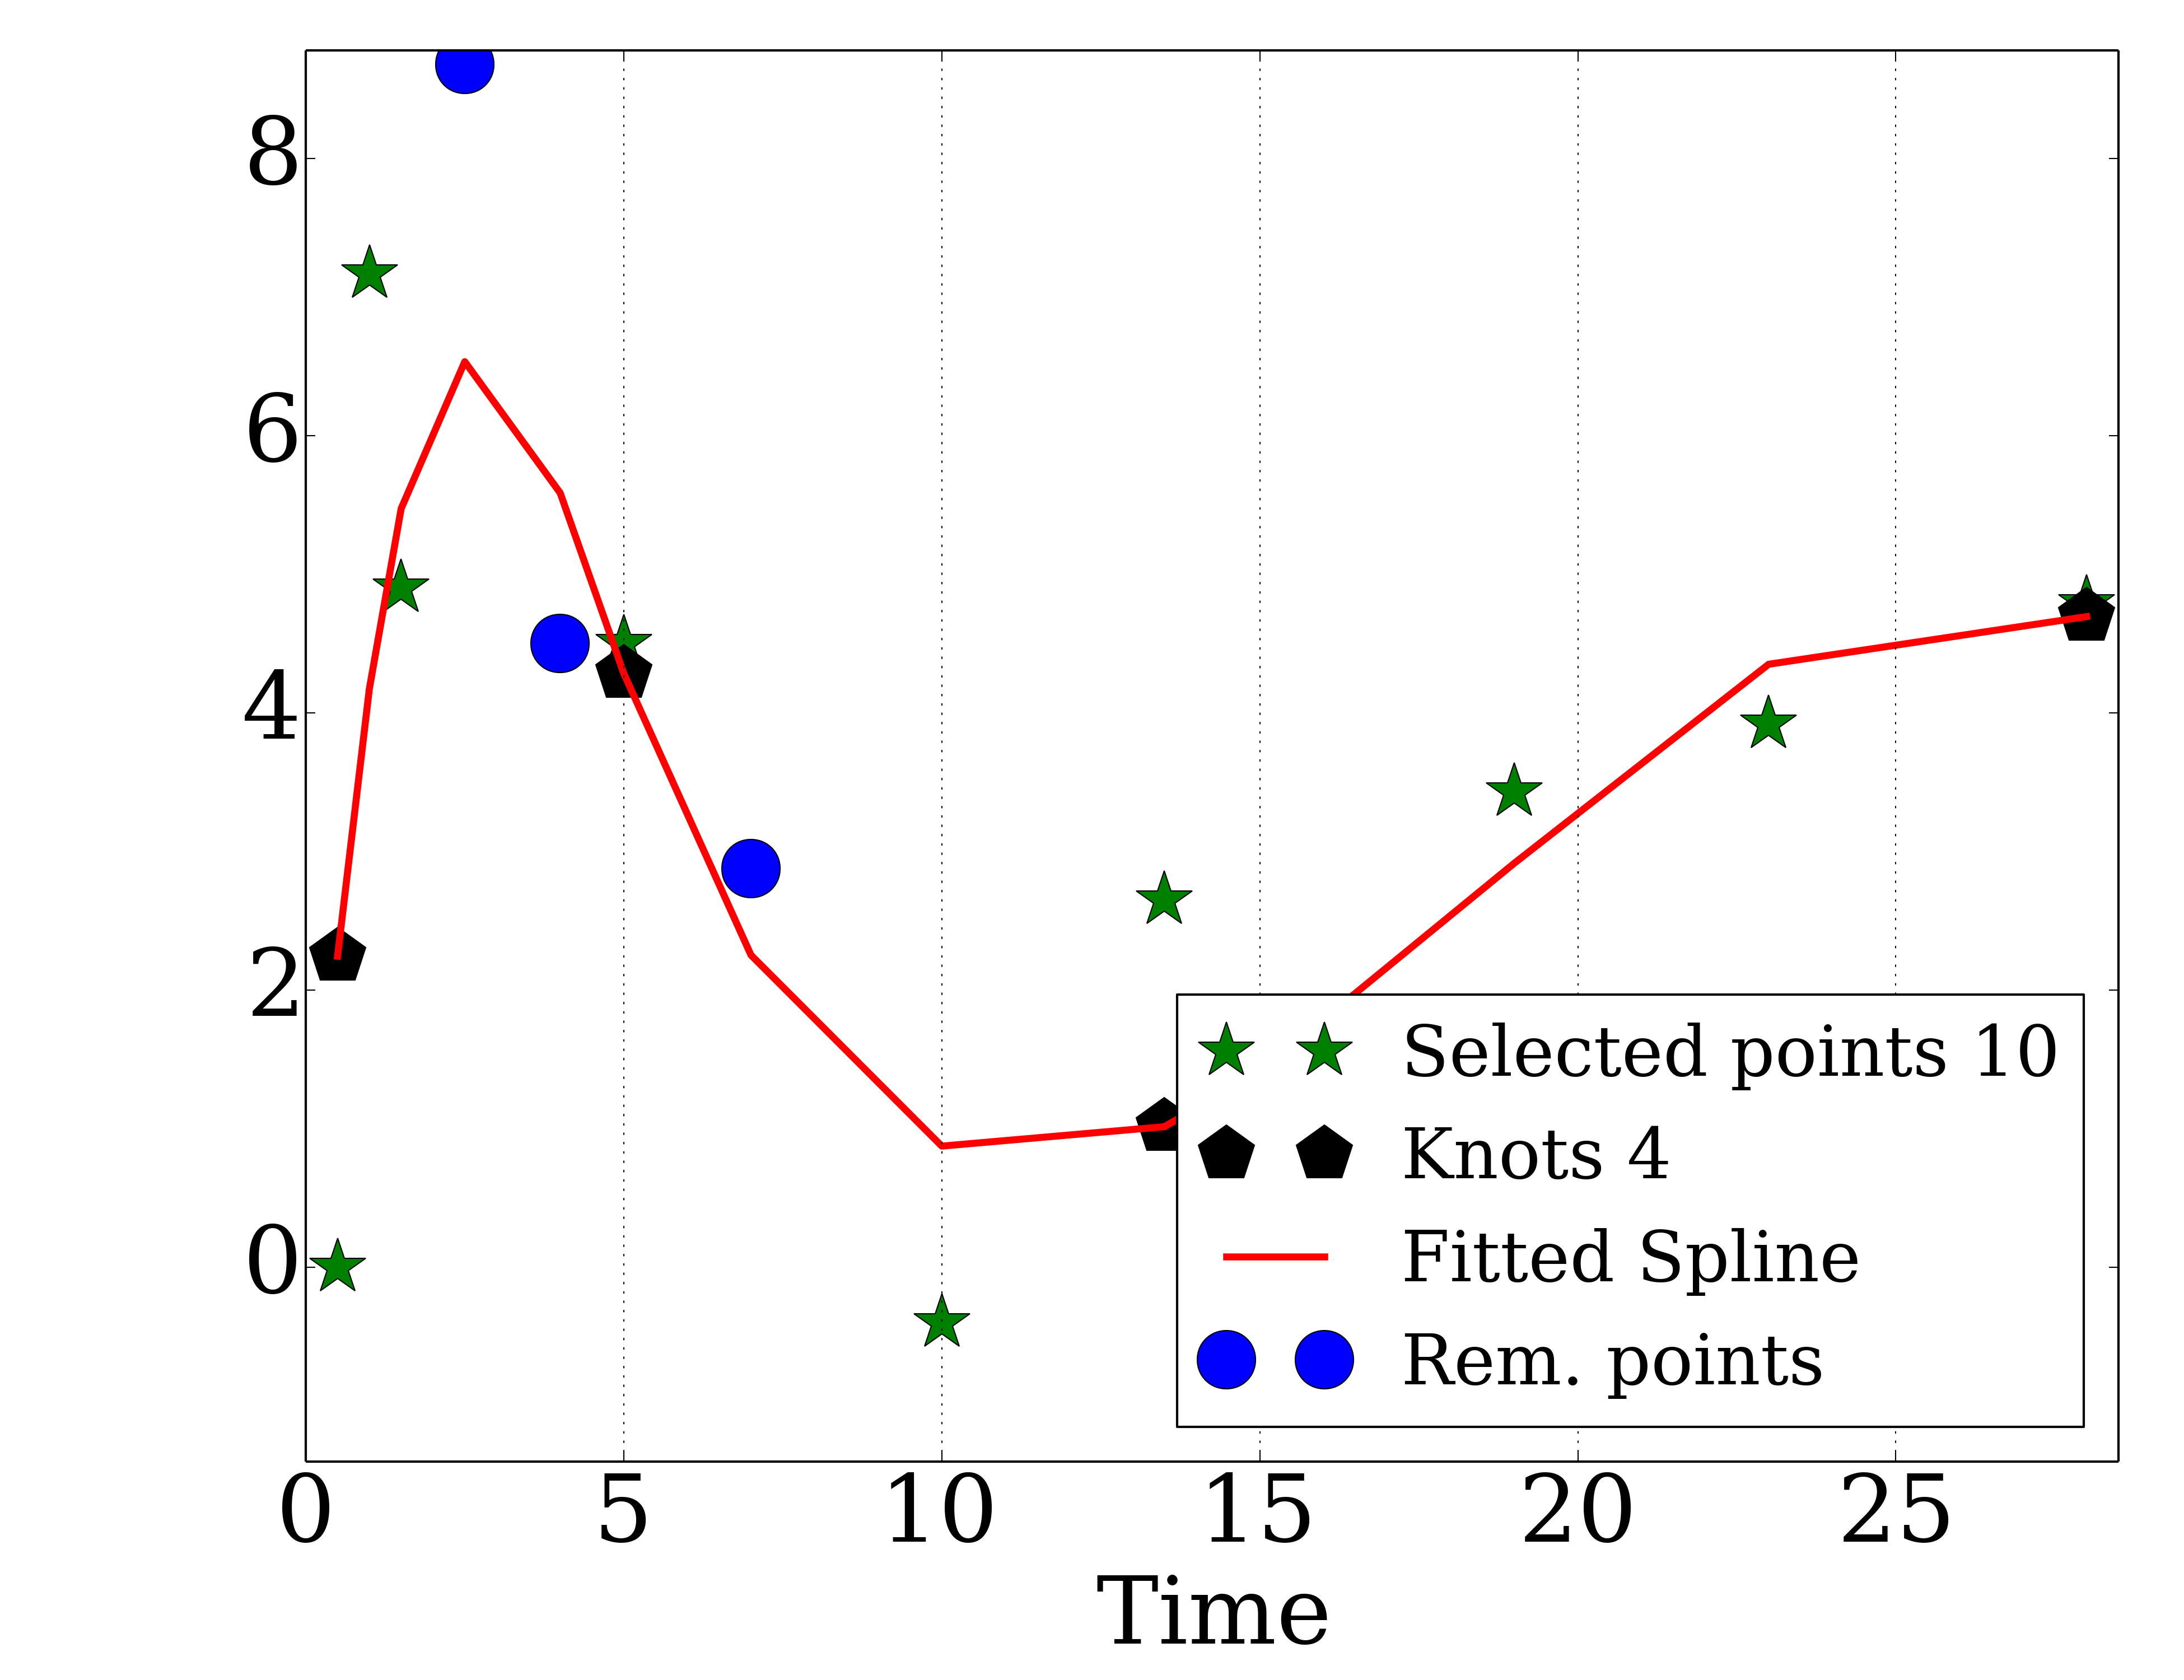 8
6
4
2
0
0 5 10 15 20 25
Time
Selected points 10
Knots 4
Fitted Spline
Rem. points